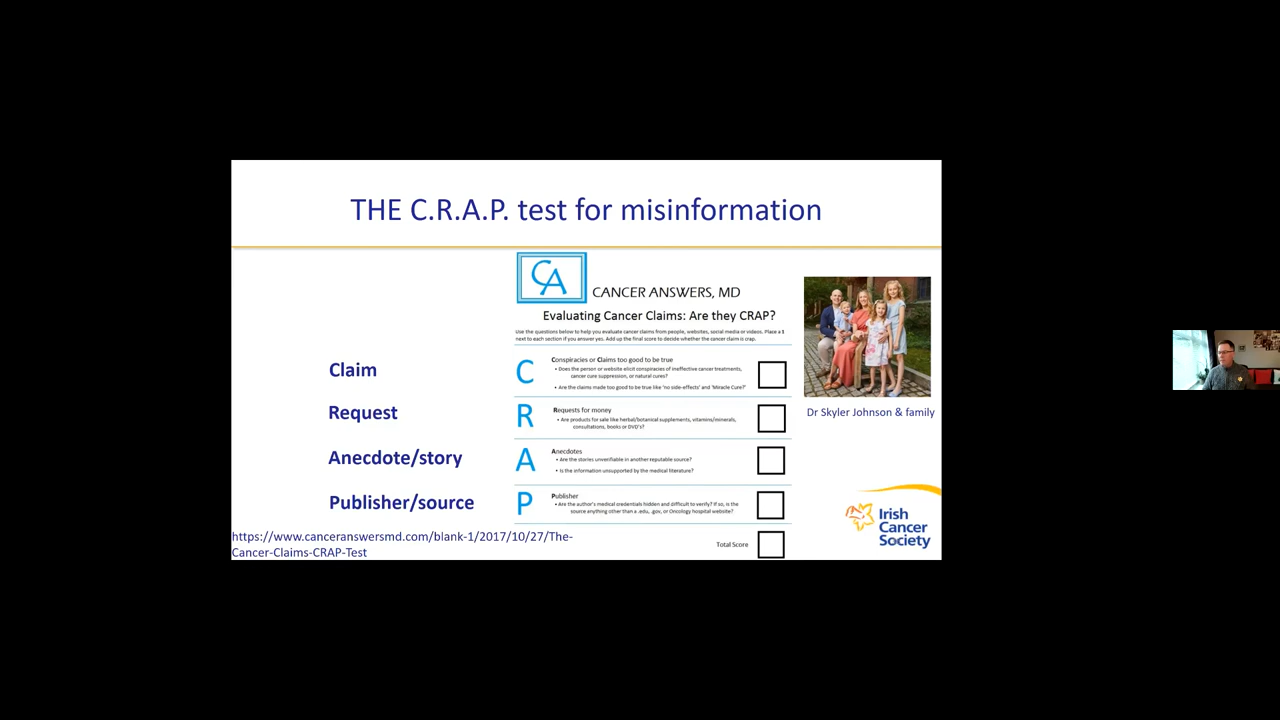 THE C.R.A.P. test for misinformation
CA
CANCER ANSWERS, MD
Evaluating Cancer Claims: Are they CRAP?
Use the questions below to help you evaluate cancer claims from people, websites, social media or videos. Place a 1
next to each section if you answer yes. Add up the final score to decide whether the cancer claim is crap.
Claim
C
Conspiracies or Claims too good to be true
• Does the person or website elicit conspiracies of ineffective cancer treatments,
cancer cure suppression, or natural cures?
• Are the claims made too good to be true like 'no side-effects' and 'Miracle Cure?'
Request
R
Requests for money
• Are products for sale like herbal/botanical supplements, vitamins/minerals,
consultations, books or DVD's?
Anecdote/story
A
Anecdotes
• Are the stories unverifiable in another reputable source?
• Is the information unsupported by the medical literature?
Publisher/source
P
Publisher
• Are the author's medical credentials hidden and difficult to verify? If so, is the
source anything other than a .edu, .gov, or Oncology hospital website?
Total Score
https://www.canceranswersmd.com/blank-1/2017/10/27/The-
Cancer-Claims-CRAP-Test
Dr Skyler Johnson & family
Irish
Cancer
Society